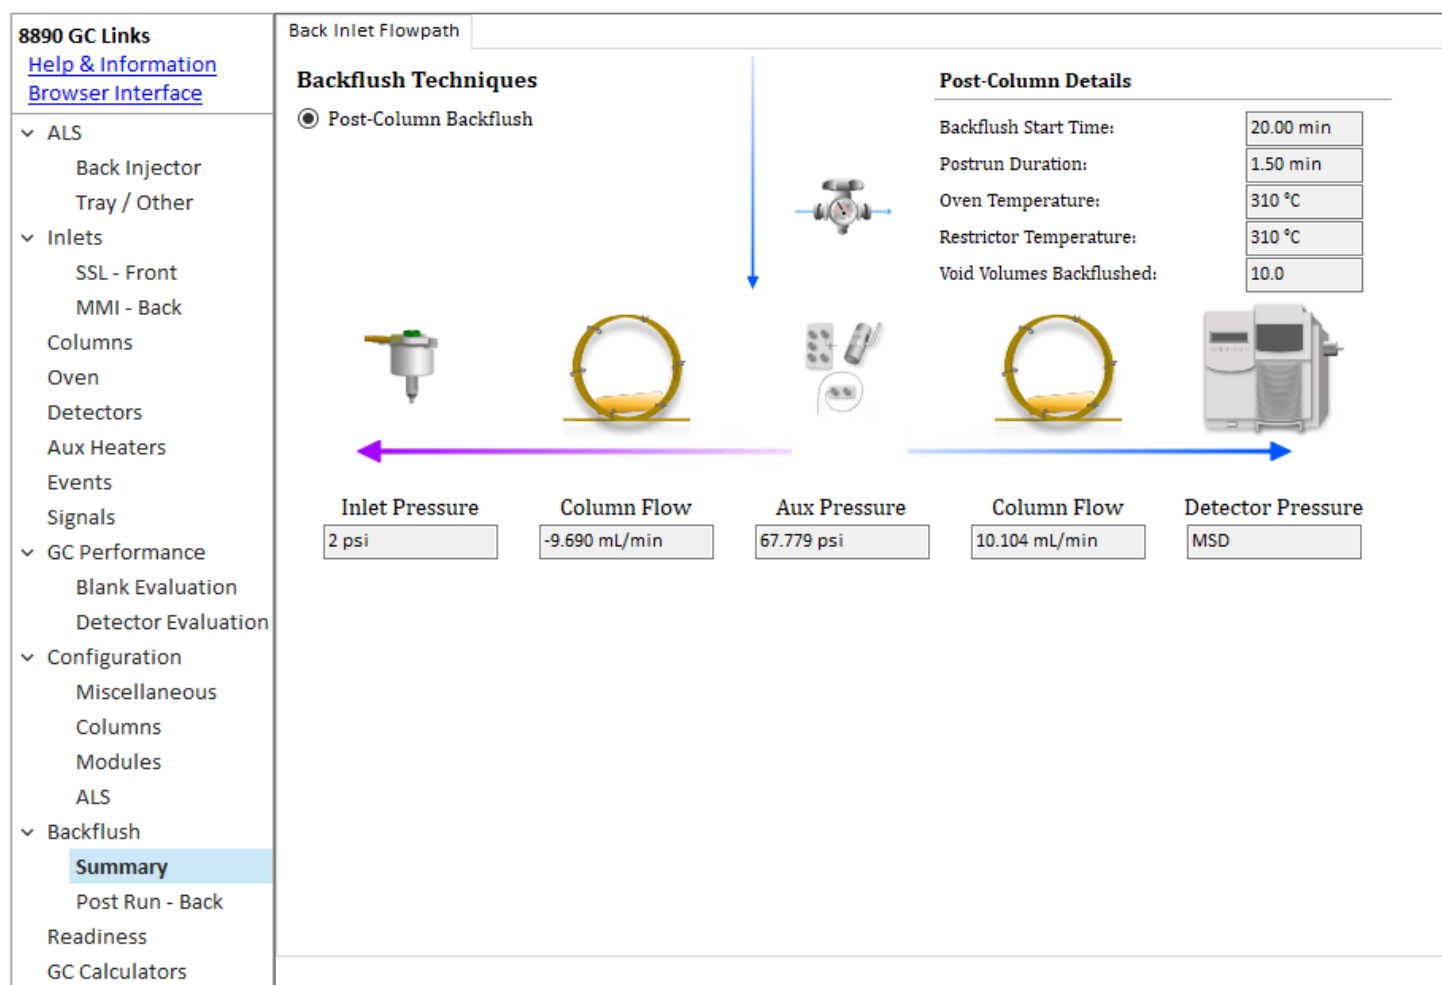 8890 GC Links
Help & Information
Browser Interface
ALS
Back Injector
Tray / Other
Inlets
SSL - Front
MMI - Back
Columns
Oven
Detectors
Aux Heaters
Events
Signals
GC Performance
Blank Evaluation
Detector Evaluation
Configuration
Miscellaneous
Columns
Modules
ALS
Backflush
Summary
Post Run - Back
Readiness
GC Calculators
Back Inlet Flowpath
Backflush Techniques
Post-Column Backflush
Post-Column Details
Backflush Start Time: 20.00 min
Postrun Duration: 1.50 min
Oven Temperature: 310 °C
Restrictor Temperature: 310 °C
Void Volumes Backflushed: 10.0
Inlet Pressure Column Flow Aux Pressure Column Flow Detector Pressure
2 psi -9.690 mL/min 67.779 psi 10.104 mL/min MSD